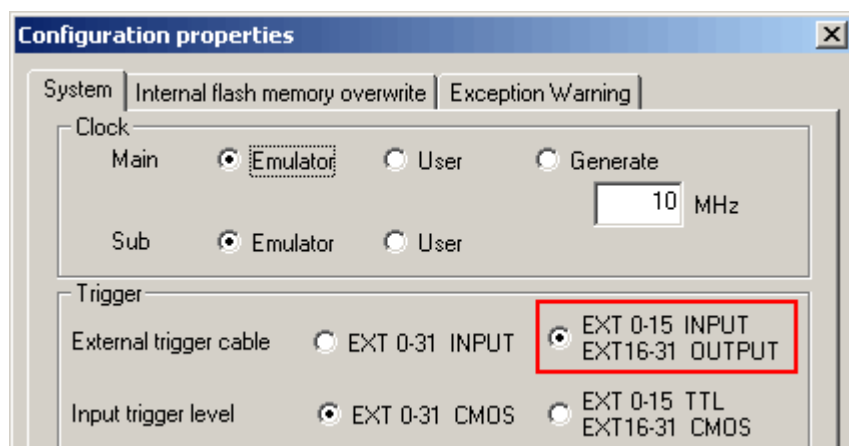 Configuration properties
System Internal flash memory overwrite Exception Warning
Clock
Main Emulator User Generate
10 MHz
Sub Emulator User
Trigger
External trigger cable EXT 0-31 INPUT EXT 0-15 INPUT
EXT16-31 OUTPUT
Input trigger level EXT 0-31 CMOS EXT 0-15 TTL
EXT16-31 CMOS